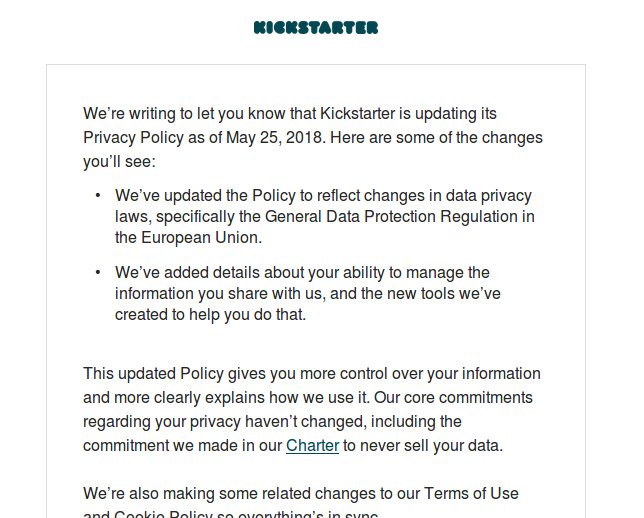 KICKSTARTER
We’re writing to let you know that Kickstarter is updating its
Privacy Policy as of May 25, 2018. Here are some of the changes
you’ll see:
• We’ve updated the Policy to reflect changes in data privacy
laws, specifically the General Data Protection Regulation in
the European Union.
• We’ve added details about your ability to manage the
information you share with us, and the new tools we’ve
created to help you do that.
This updated Policy gives you more control over your information
and more clearly explains how we use it. Our core commitments
regarding your privacy haven’t changed, including the
commitment we made in our Charter to never sell your data.
We’re also making some related changes to our Terms of Use
and Cookie Policy so everything’s in sync.